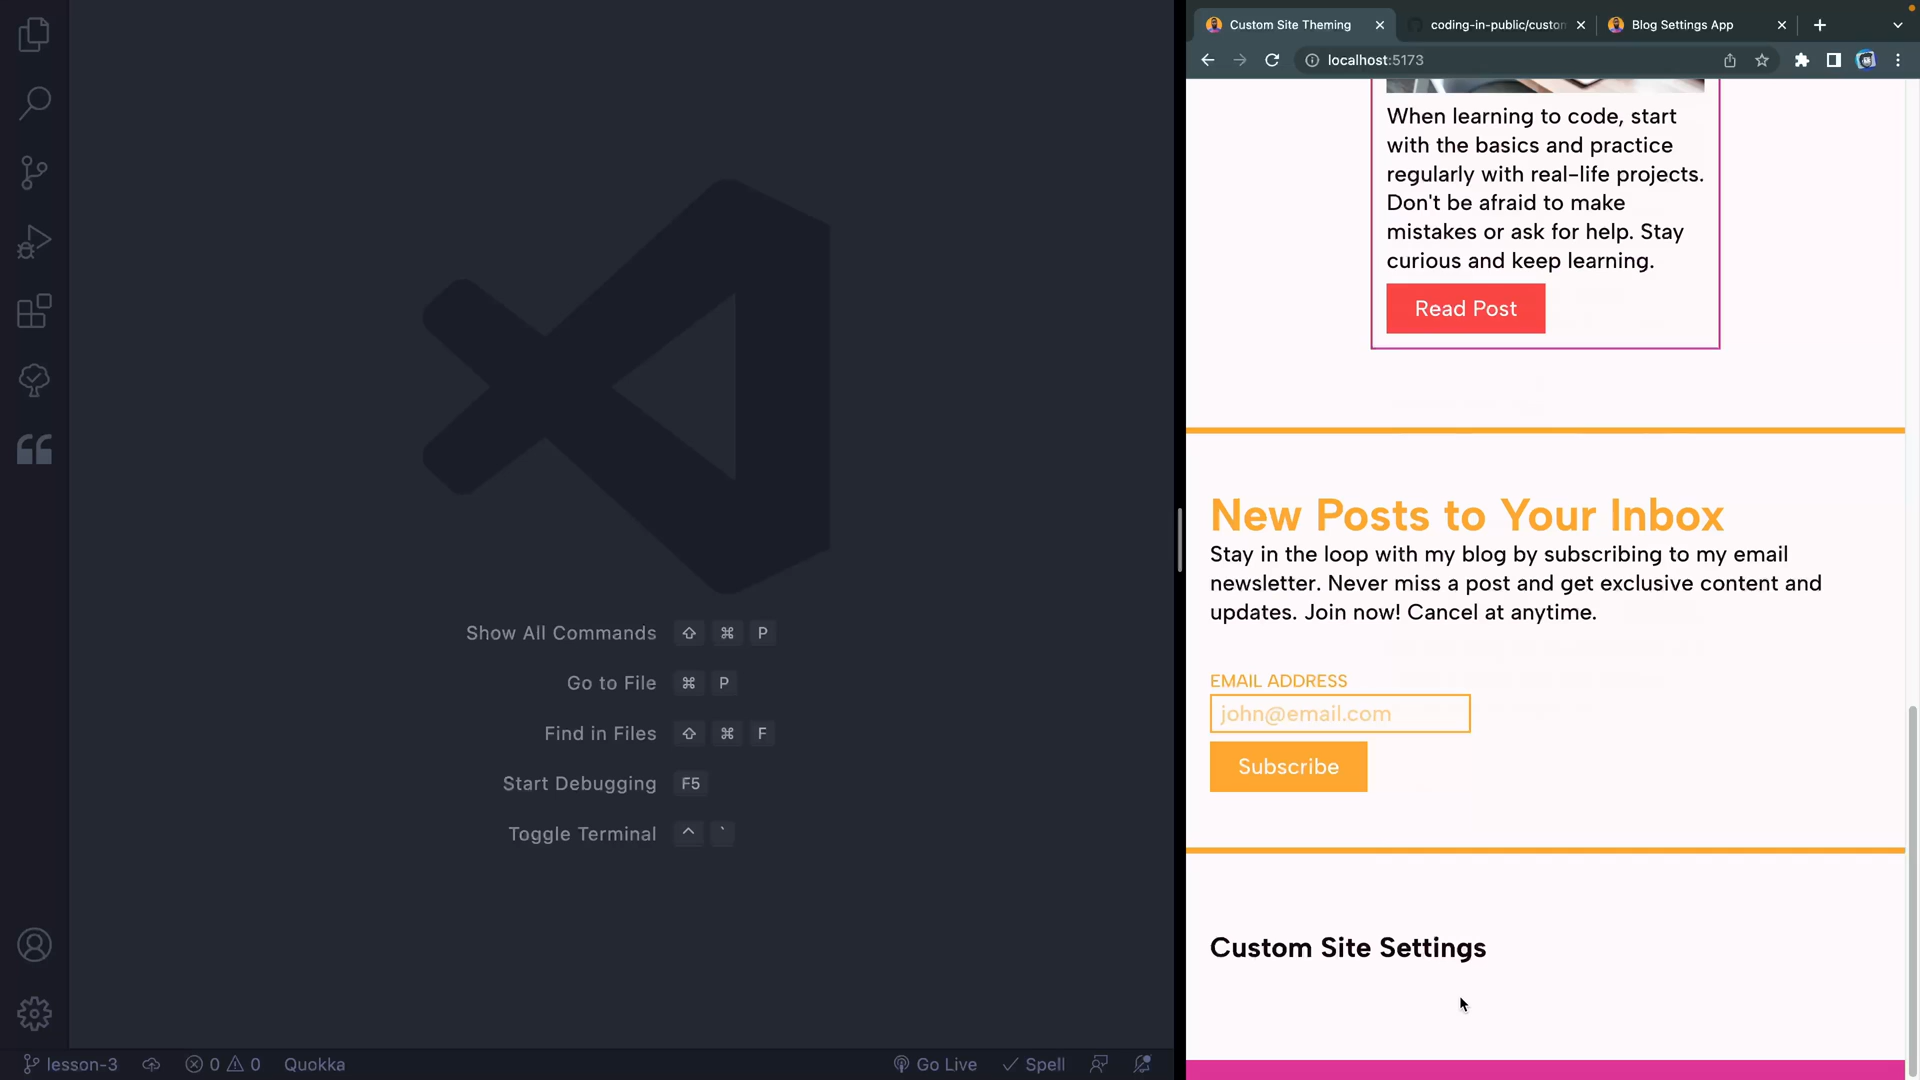 Show All Commands ⇧ ⌘ P
Go to File ⌘ P
Find in Files ⇧ ⌘ F
Start Debugging F5
Toggle Terminal ^ `
lesson-3 0 0 Quokka Go Live Spell
Custom Site Theming coding-in-public/custon Blog Settings App
localhost:5173
When learning to code, start
with the basics and practice
regularly with real-life projects.
Don't be afraid to make
mistakes or ask for help. Stay
curious and keep learning.
Read Post
New Posts to Your Inbox
Stay in the loop with my blog by subscribing to my email
newsletter. Never miss a post and get exclusive content and
updates. Join now! Cancel at anytime.
EMAIL ADDRESS
john@email.com
Subscribe
Custom Site Settings